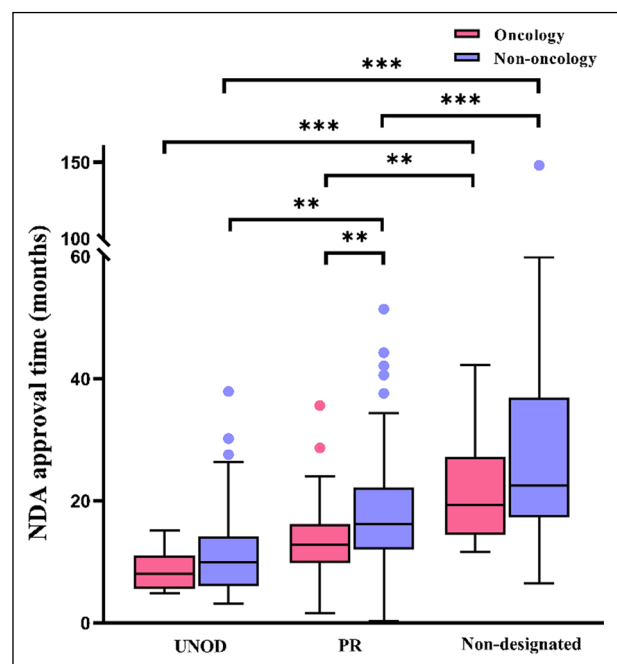 Oncology
Non-oncology
***
***
***
**
**
**
150
100
60
40
20
0
NDA approval time (months)
UNOD
PR
Non-designated